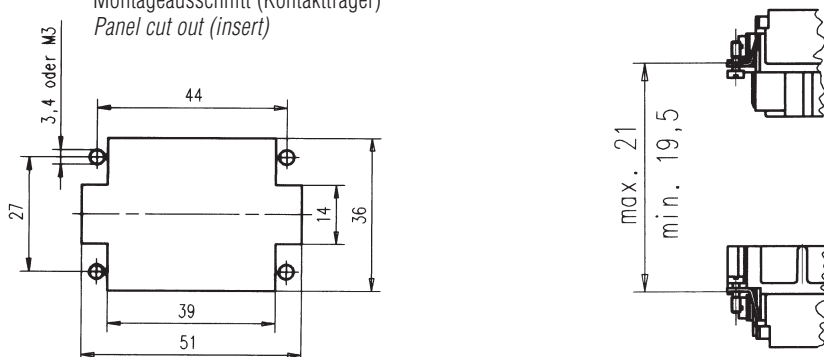 Montageausschnitt (Kontaktträger)
Panel cut out (insert)
3,4 oder M3
44
27
14
36
39
51
max. 21
min. 19,5